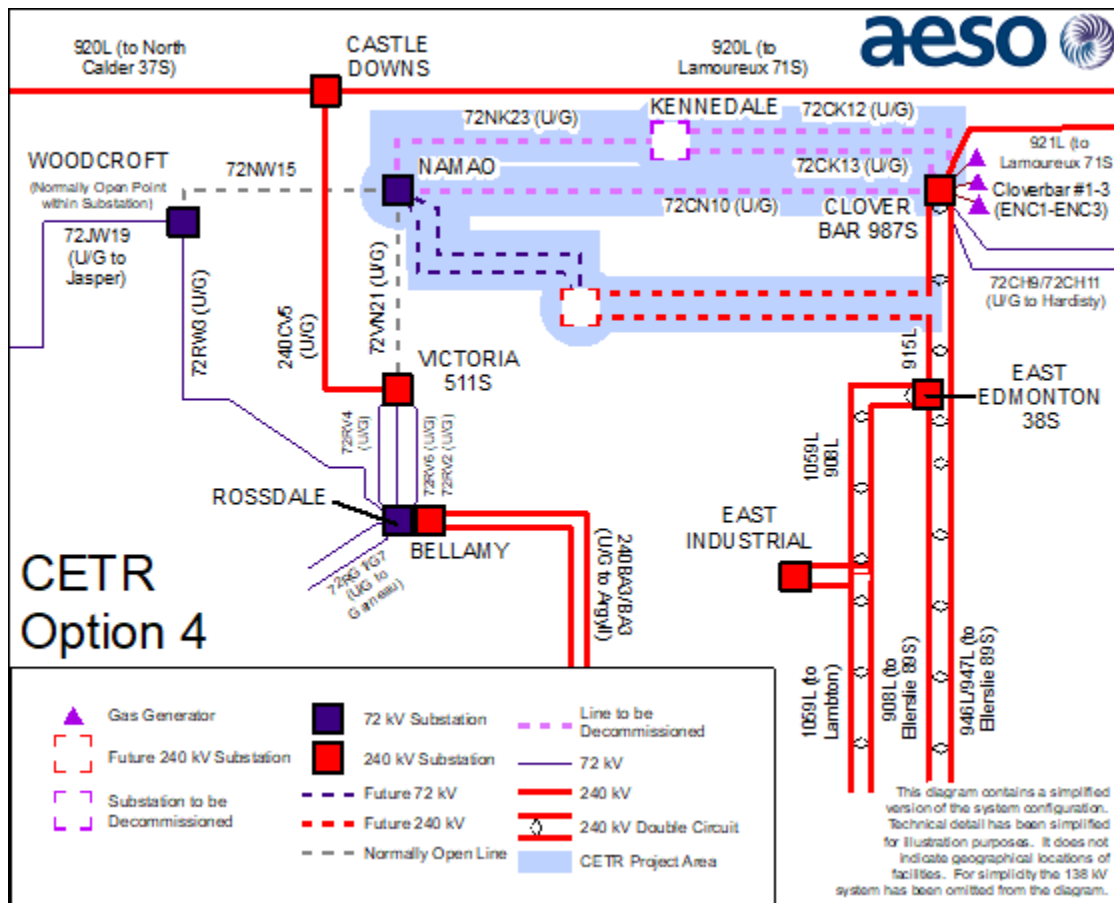 aeso
920L (to North
Calder 37S)
CASTLE
DOWNS
920L (to
Lamoureux 71S)
KENNEDALE
72NK23 (U/G)
72CK12 (U/G)
921L (to
Lamoureux 71S
WOODCROFT
(Normally Open Point
within Substation)
72NW15
NAMAO
72CK13 (U/G)
Cloverbar #1-3
(ENC1-ENC3)
72CN10 (U/G)
CLOVER
BAR 987S
72JW19
(U/G to
Jasper)
72RW3 (U/G)
240CV5
(U/G)
72VN21 (U/G)
72CH9/72CH11
(U/G to Hardisty)
915L
VICTORIA
511S
EAST
EDMONTON
38S
72RV4
(U/G)
72RV6 (U/G)
72RV2 (U/G)
1059L
908L
ROSSDALE
BELLAMY
EAST
INDUSTRIAL
(U/G to
Garneau)
240BA3/BA3
(U/G to Argyll)
1059L (to
Lambton)
908L (to
Ellerslie 89S)
946L/947L (to
Ellerslie 89S)
CETR
Option 4
Gas Generator
72 kV Substation
Line to be
Decommissioned
Future 240 kV Substation
240 kV Substation
72 kV
Substation to be
Decommissioned
Future 72 kV
240 kV
Future 240 kV
240 kV Double Circuit
Normally Open Line
CETR Project Area
This diagram contains a simplified
version of the system configuration.
Technical detail has been simplified
for illustration purposes. It does not
indicate geographical locations of
facilities. For simplicity the 138 kV
system has been omitted from the diagram.